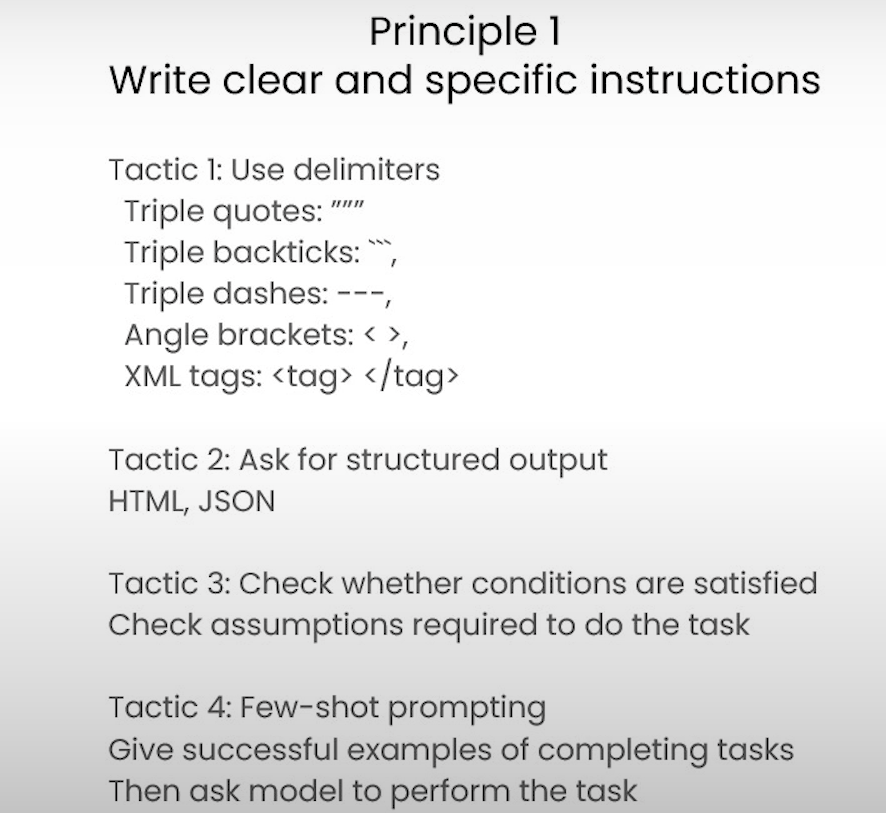 Principle 1
Write clear and specific instructions
Tactic 1: Use delimiters
Triple quotes: """
Triple backticks: ```,
Triple dashes: ---,
Angle brackets: < >,
XML tags: <tag> </tag>
Tactic 2: Ask for structured output
HTML, JSON
Tactic 3: Check whether conditions are satisfied
Check assumptions required to do the task
Tactic 4: Few-shot prompting
Give successful examples of completing tasks
Then ask model to perform the task